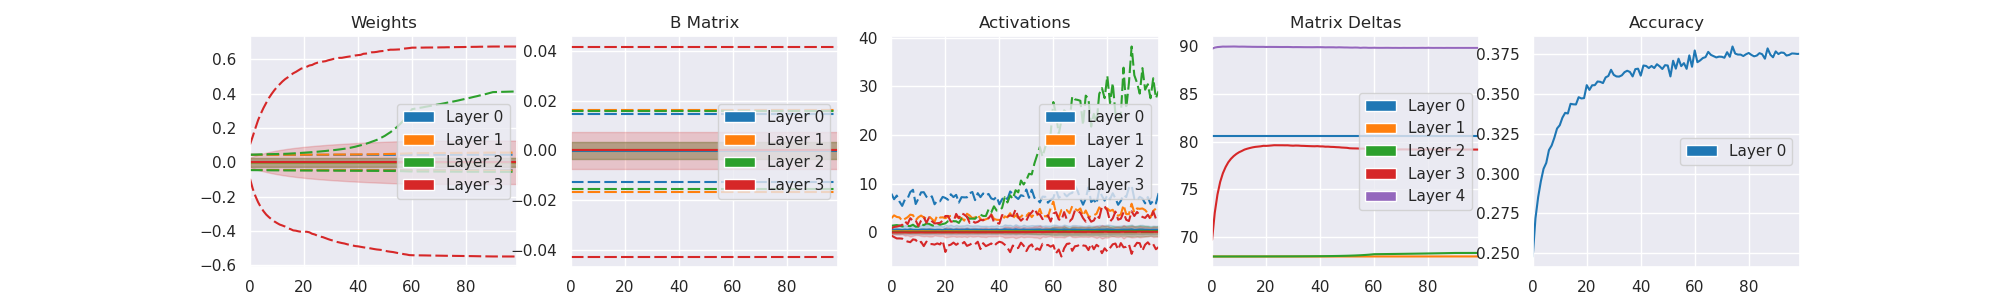 Weights
0.6
0.4
0.2
0.0
−0.2
−0.4
−0.6
0 20 40 60 80
Layer 0
Layer 1
Layer 2
Layer 3
B Matrix
0.04
0.02
0.00
−0.02
−0.04
0 20 40 60 80
Layer 0
Layer 1
Layer 2
Layer 3
Activations
40
30
20
10
0
0 20 40 60 80
Layer 0
Layer 1
Layer 2
Layer 3
Matrix Deltas
90
85
80
75
70
0 20 40 60 80
Layer 0
Layer 1
Layer 2
Layer 3
Layer 4
Accuracy
0.375
0.350
0.325
0.300
0.275
0.250
0 20 40 60 80
Layer 0